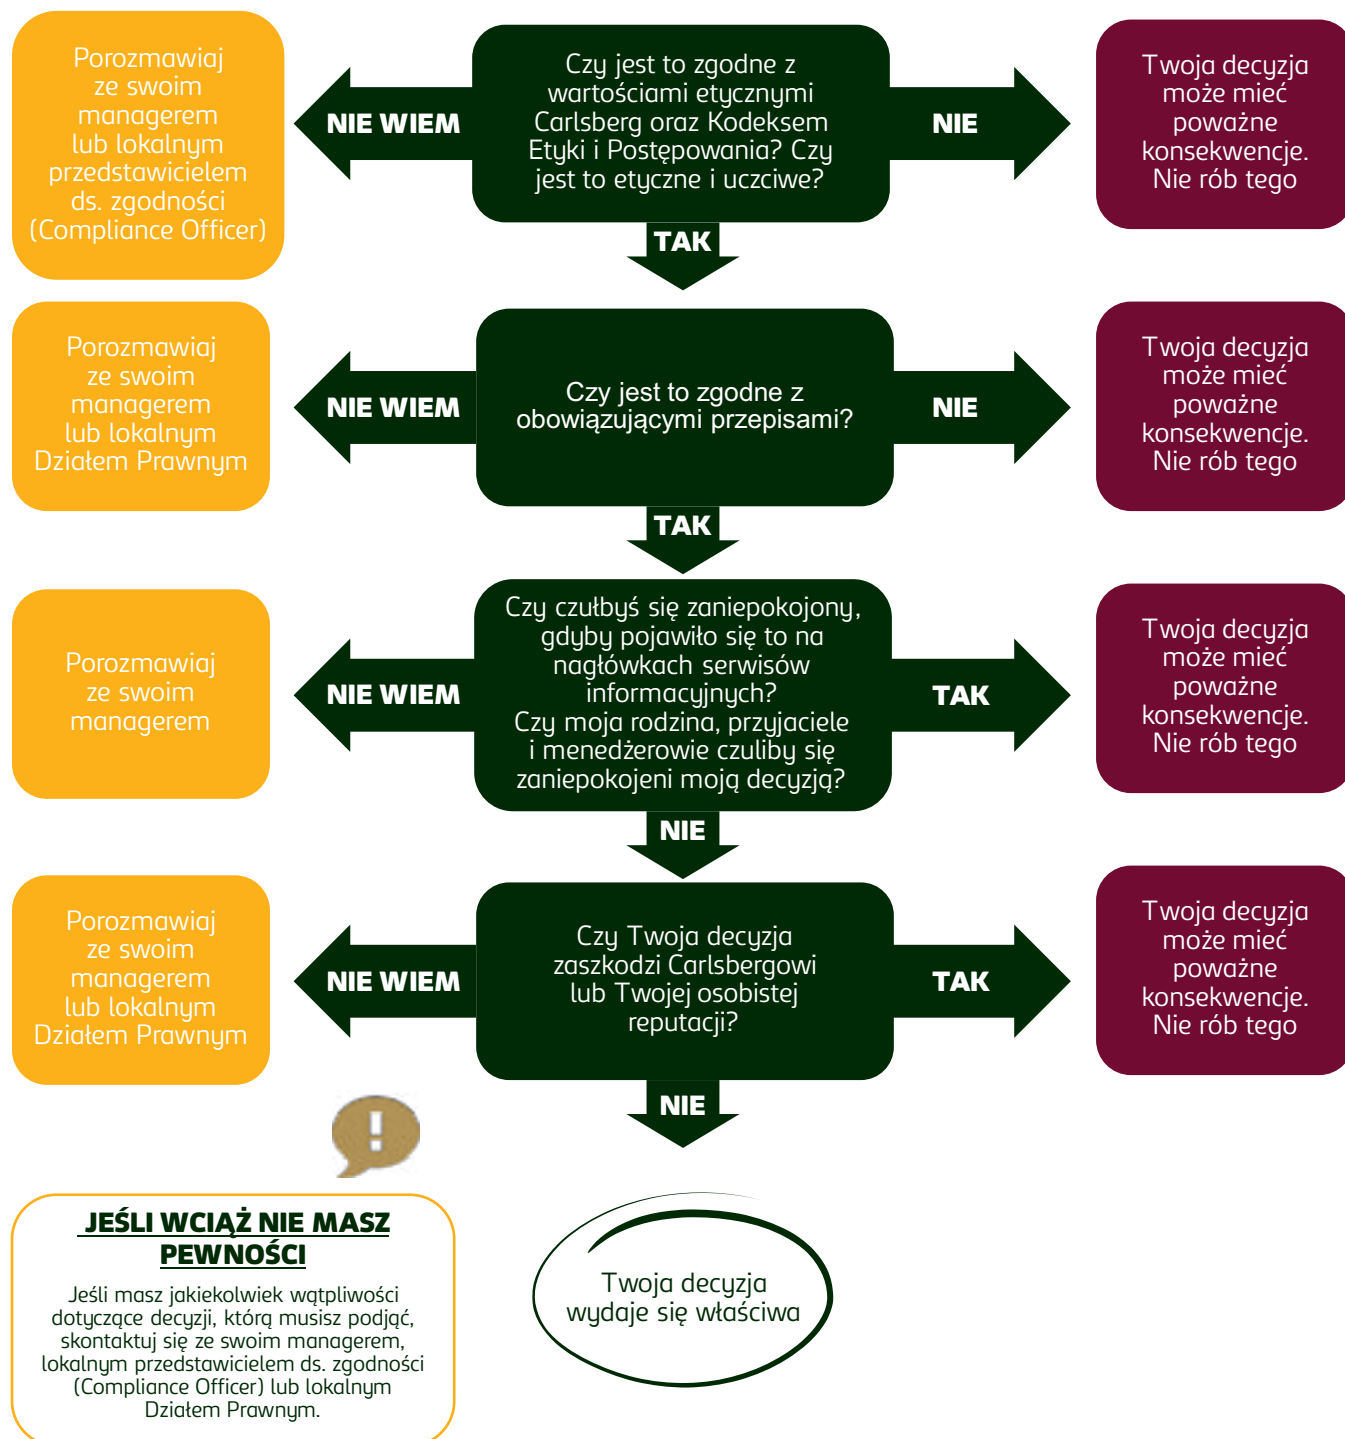 Porozmawiaj
ze swoim
managerem
lub lokalnym
przedstawicielem
ds. zgodności
(Compliance Officer)
NIE WIEM
Czy jest to zgodne z
wartościami etycznymi
Carlsberg oraz Kodeksem
Etyki i Postępowania? Czy
jest to etyczne i uczciwe?
NIE
Twoja decyzja
może mieć
poważne
konsekwencje.
Nie rób tego
TAK
Porozmawiaj
ze swoim
managerem
lub lokalnym
Działem Prawnym
NIE WIEM
Czy jest to zgodne z
obowiązującymi przepisami?
NIE
Twoja decyzja
może mieć
poważne
konsekwencje.
Nie rób tego
TAK
Porozmawiaj
ze swoim
managerem
NIE WIEM
Czy czułbyś się zaniepokojony,
gdyby pojawiło się to na
nagłówkach serwisów
informacyjnych?
Czy moja rodzina, przyjaciele
i menedżerowie czuliby się
zaniepokojeni moją decyzją?
TAK
Twoja decyzja
może mieć
poważne
konsekwencje.
Nie rób tego
NIE
Porozmawiaj
ze swoim
managerem
lub lokalnym
Działem Prawnym
NIE WIEM
Czy Twoja decyzja
zaszkodzi Carlsbergowi
lub Twojej osobistej
reputacji?
TAK
Twoja decyzja
może mieć
poważne
konsekwencje.
Nie rób tego
NIE
!
JEŚLI WCIĄŻ NIE MASZ
PEWNOŚCI
Jeśli masz jakiekolwiek wątpliwości
dotyczące decyzji, którą musisz podjąć,
skontaktuj się ze swoim managerem,
lokalnym przedstawicielem ds. zgodności
(Compliance Officer) lub lokalnym
Działem Prawnym.
Twoja decyzja
wydaje się właściwa